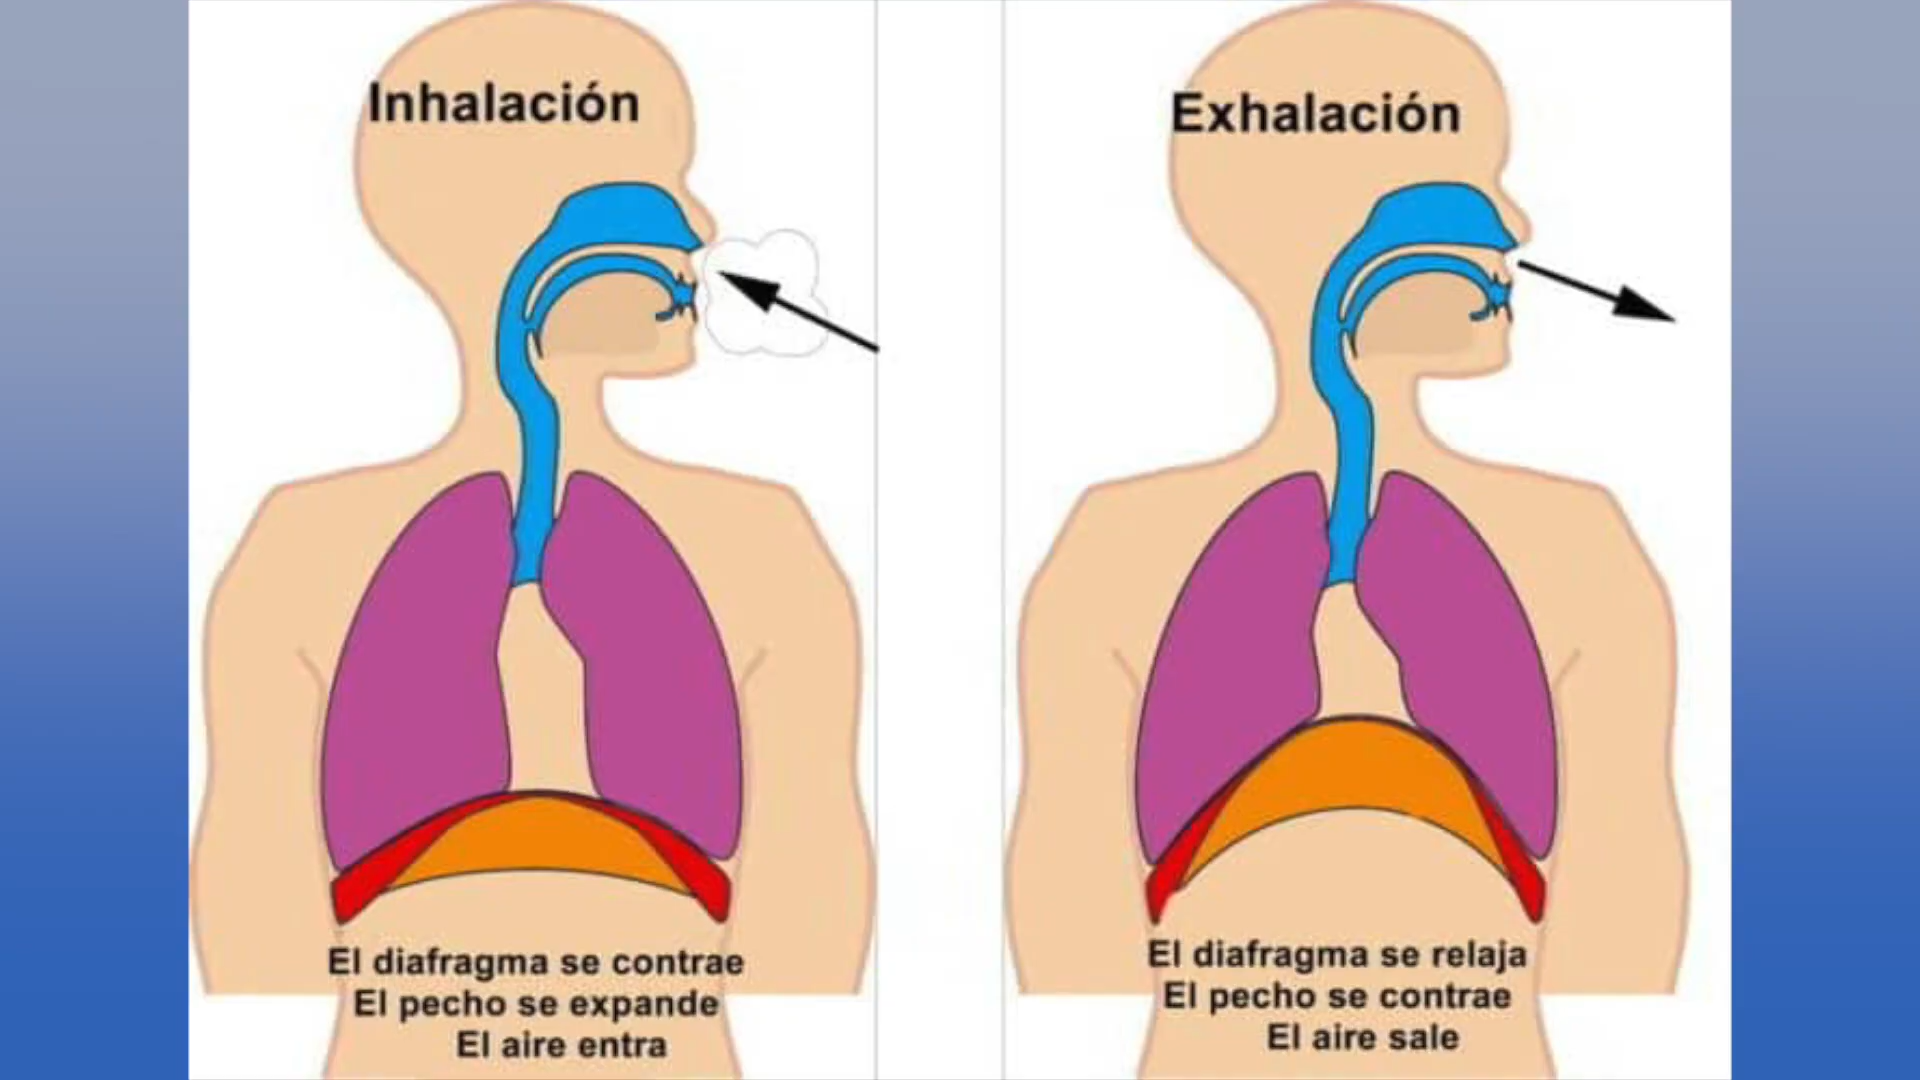 Inhalación
El diafragma se contrae
El pecho se expande
El aire entra
Exhalación
El diafragma se relaja
El pecho se contrae
El aire sale